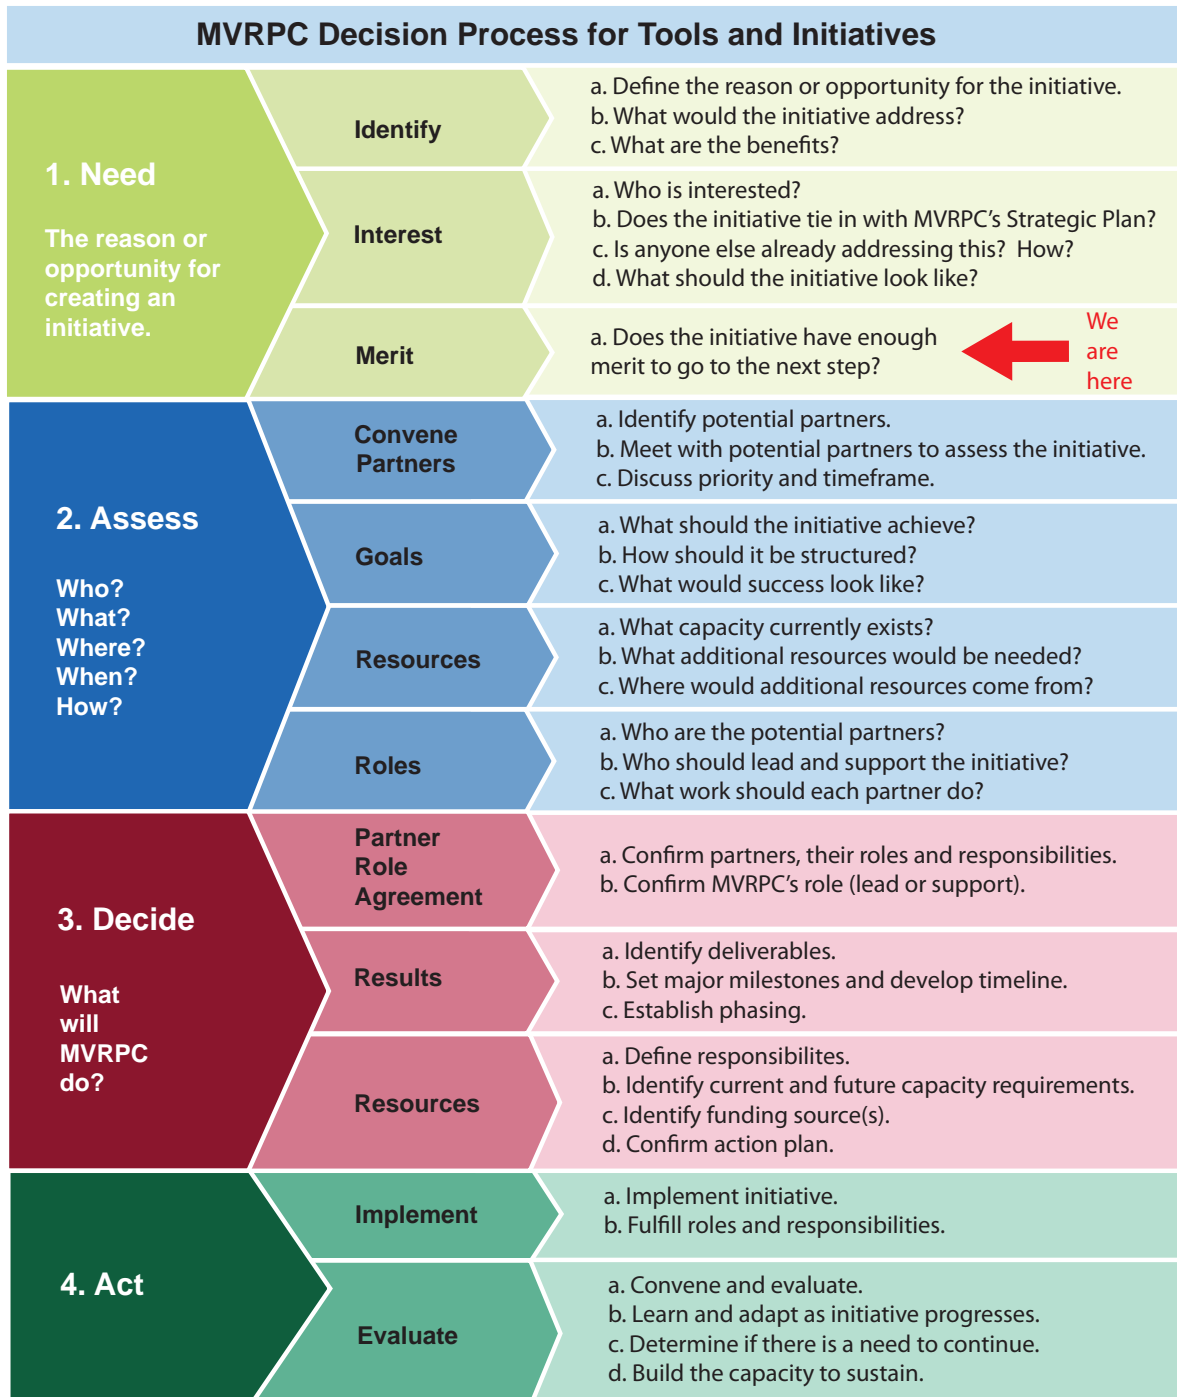 MVRPC Decision Process for Tools and Initiatives
1. Need
The reason or
opportunity for
creating an
initiative.
Identify
a. Define the reason or opportunity for the initiative.
b. What would the initiative address?
c. What are the benefits?
Interest
a. Who is interested?
b. Does the initiative tie in with MVRPC's Strategic Plan?
c. Is anyone else already addressing this?  How?
d. What should the initiative look like?
Merit
a. Does the initiative have enough
merit to go to the next step?
We
are
here
2. Assess
Who?
What?
Where?
When?
How?
Convene
Partners
a. Identify potential partners.
b. Meet with potential partners to assess the initiative.
c. Discuss priority and timeframe.
Goals
a. What should the initiative achieve?
b. How should it be structured?
c. What would success look like?
Resources
a. What capacity currently exists?
b. What additional resources would be needed?
c. Where would additional resources come from?
Roles
a. Who are the potential partners?
b. Who should lead and support the initiative?
c. What work should each partner do?
3. Decide
What
will
MVRPC
do?
Partner
Role
Agreement
a. Confirm partners, their roles and responsibilities.
b. Confirm MVRPC's role (lead or support).
Results
a. Identify deliverables.
b. Set major milestones and develop timeline.
c. Establish phasing.
Resources
a. Define responsibilites.
b. Identify current and future capacity requirements.
c. Identify funding source(s).
d. Confirm action plan.
4. Act
Implement
a. Implement initiative.
b. Fulfill roles and responsibilities.
Evaluate
a. Convene and evaluate.
b. Learn and adapt as initiative progresses.
c. Determine if there is a need to continue.
d. Build the capacity to sustain.